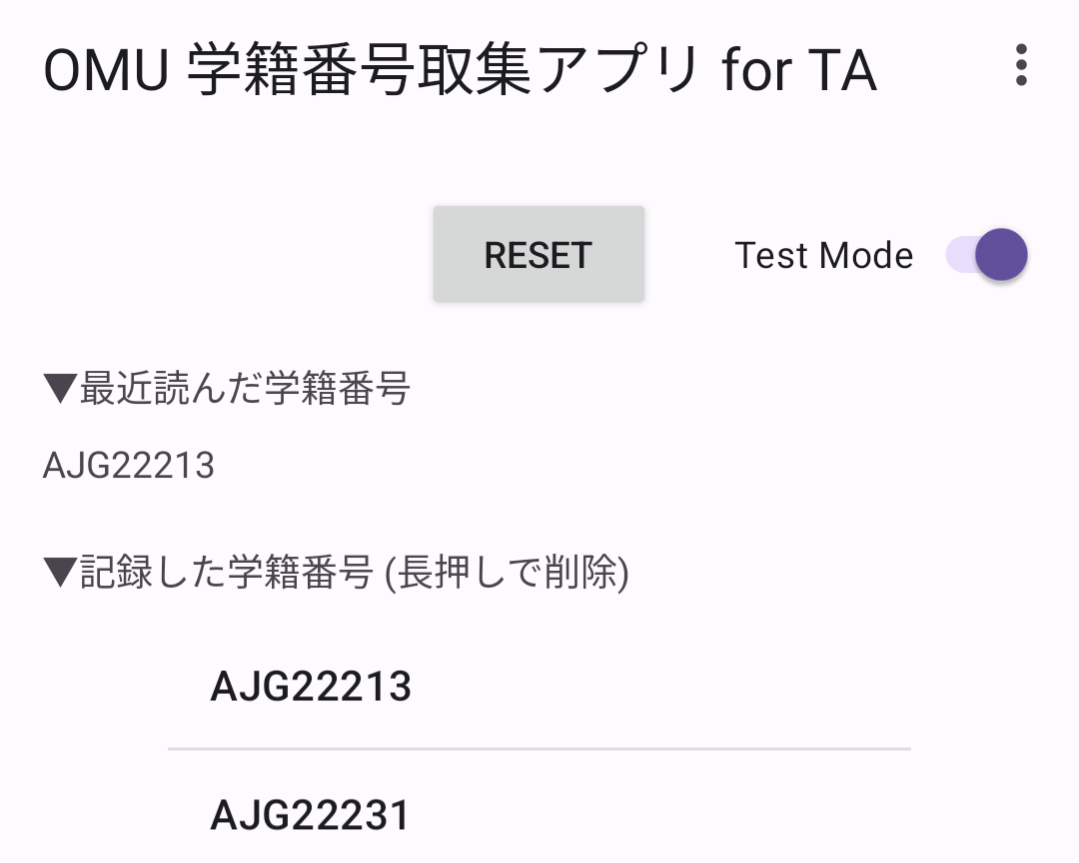 OMU 学籍番号取集アプリ for TA
RESET
Test Mode
▼最近読んだ学籍番号
AJG22213
▼記録した学籍番号 (長押しで削除)
AJG22213
AJG22231